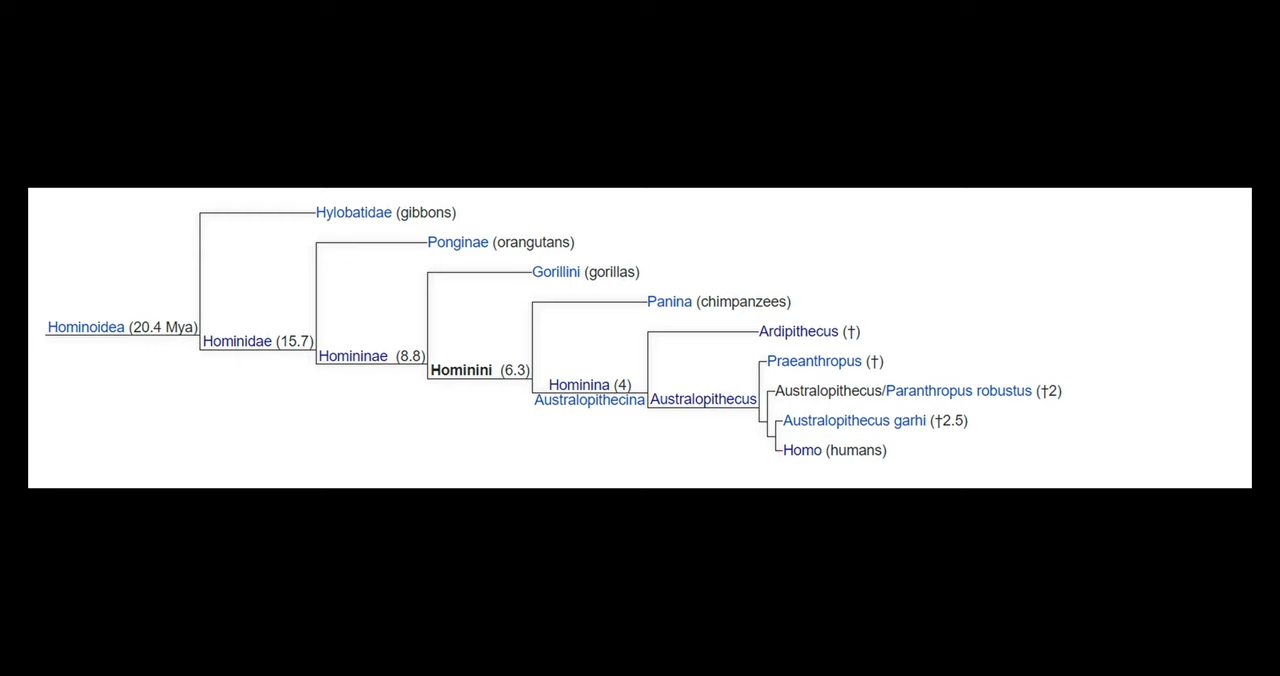 Hylobatidae (gibbons)
Ponginae (orangutans)
Gorillini (gorillas)
Panina (chimpanzees)
Hominoidea (20.4 Mya)
Ardipithecus (†)
Hominidae (15.7)
Homininae (8.8)
Praeanthropus (†)
Hominini (6.3)
Hominina (4)
Australopithecus/Paranthropus robustus (†2)
Australopithecina
Australopithecus
Australopithecus garhi (†2.5)
Homo (humans)